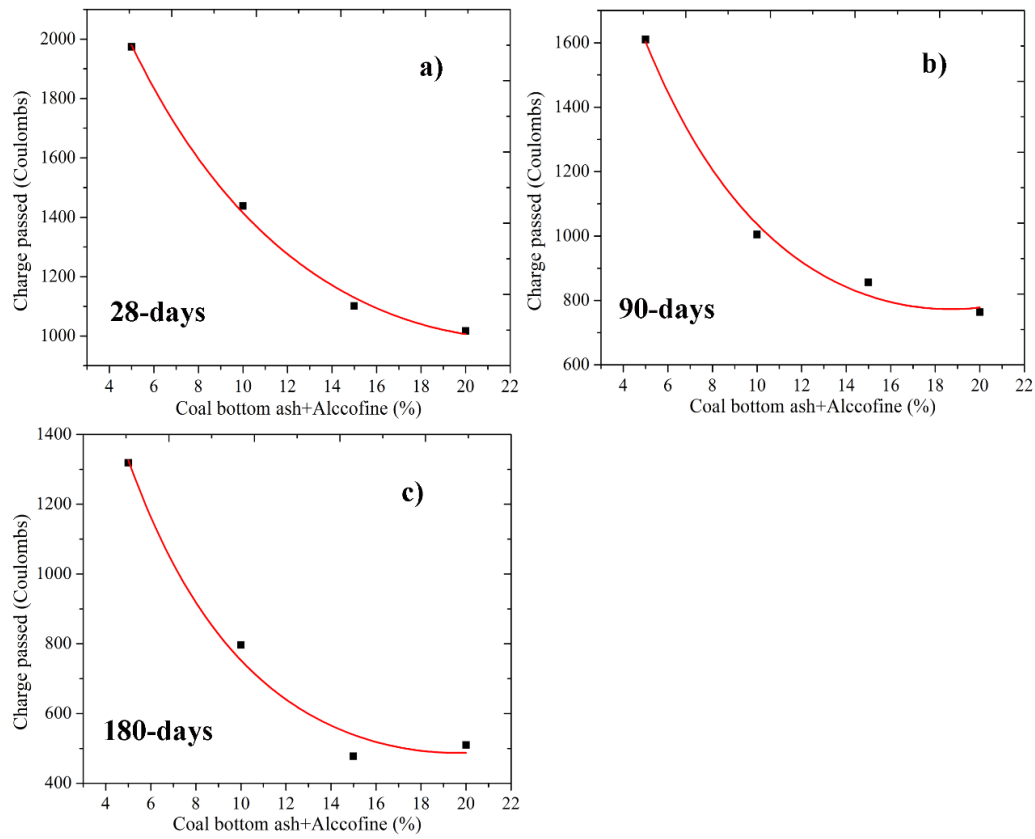 a)
2000
1800
1600
1400
1200
1000
Charge passed (Coulombs)
28-days
4 6 8 10 12 14 16 18 20 22
Coal bottom ash+Alccofine (%)
b)
1600
1400
1200
1000
800
600
Charge passed (Coulombs)
90-days
4 6 8 10 12 14 16 18 20 22
Coal bottom ash+Alccofine (%)
c)
1400
1200
1000
800
600
400
Charge passed (Coulombs)
180-days
4 6 8 10 12 14 16 18 20 22
Coal bottom ash+Alccofine (%)